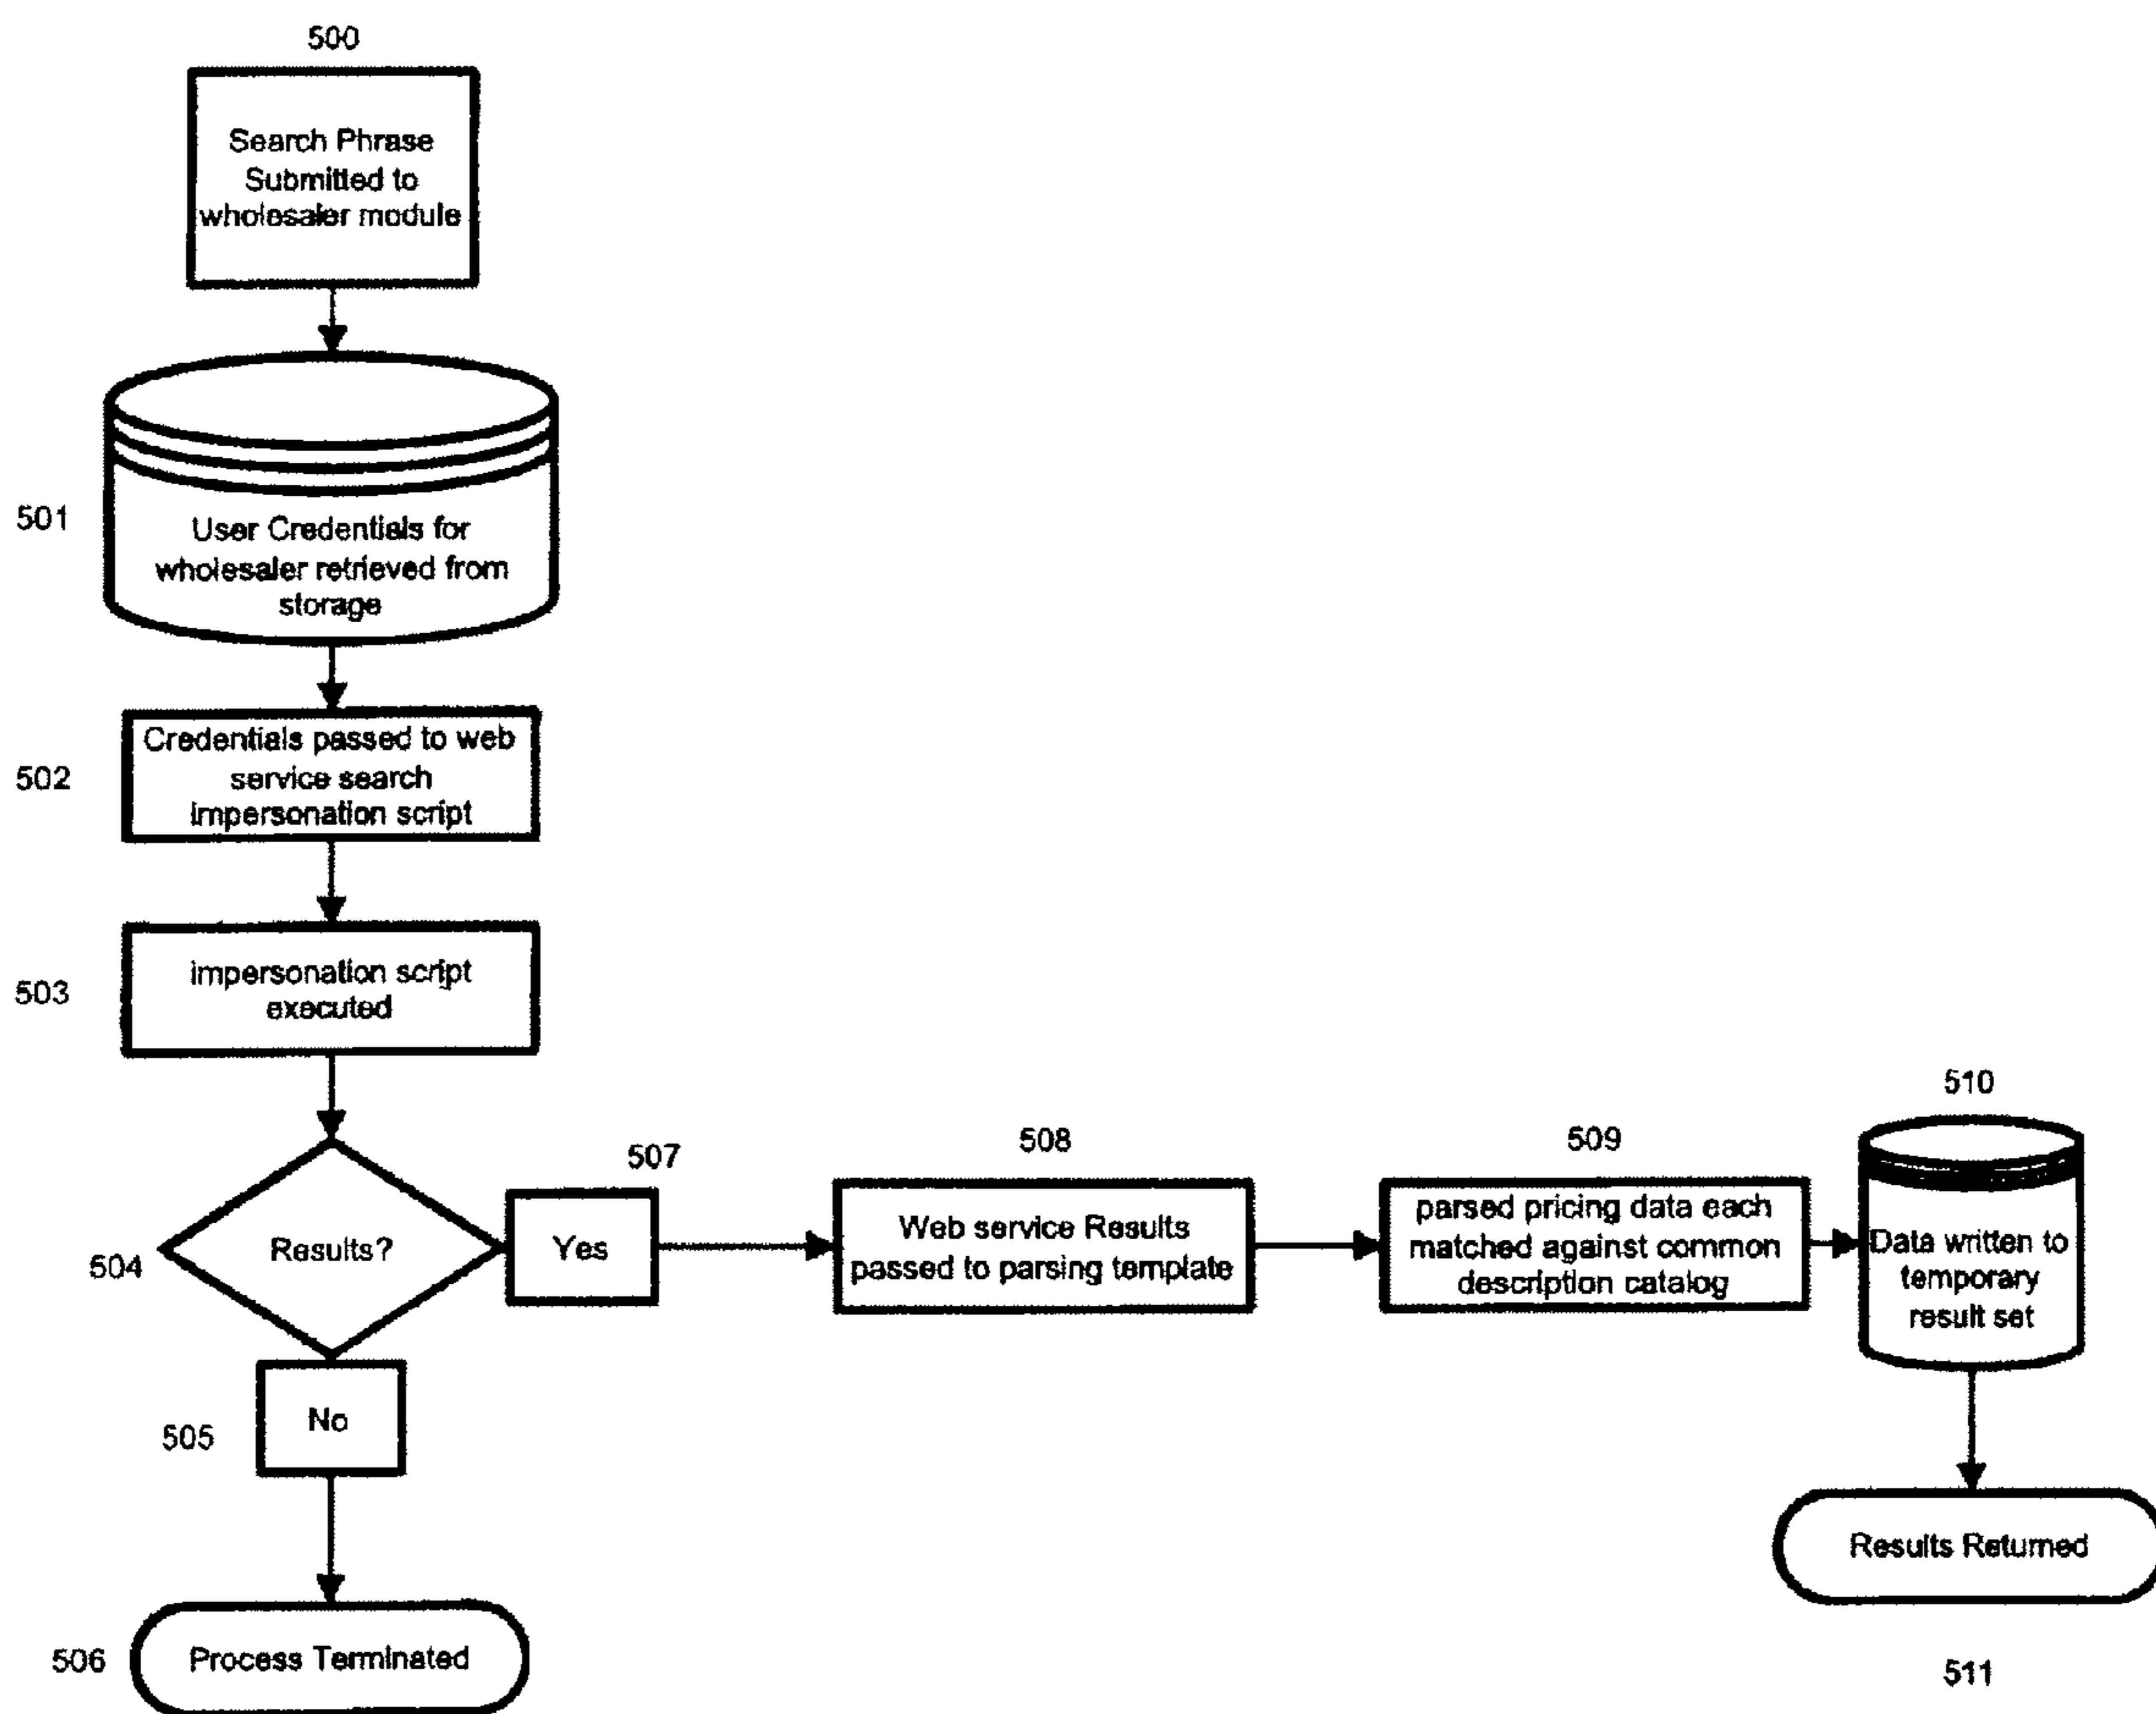 500
Search Phrase
Submitted to
wholesaler module
501
User Credentials for
wholesaler retrieved from
storage
502
Credentials passed to web
service search
impersonation script
503
impersonation script
executed
504
Results?
507
Yes
508
Web service Results
passed to parsing template
509
parsed pricing data each
matched against common
description catalog
510
Data written to
temporary
result set
505
No
Results Returned
511
506
Process Terminated